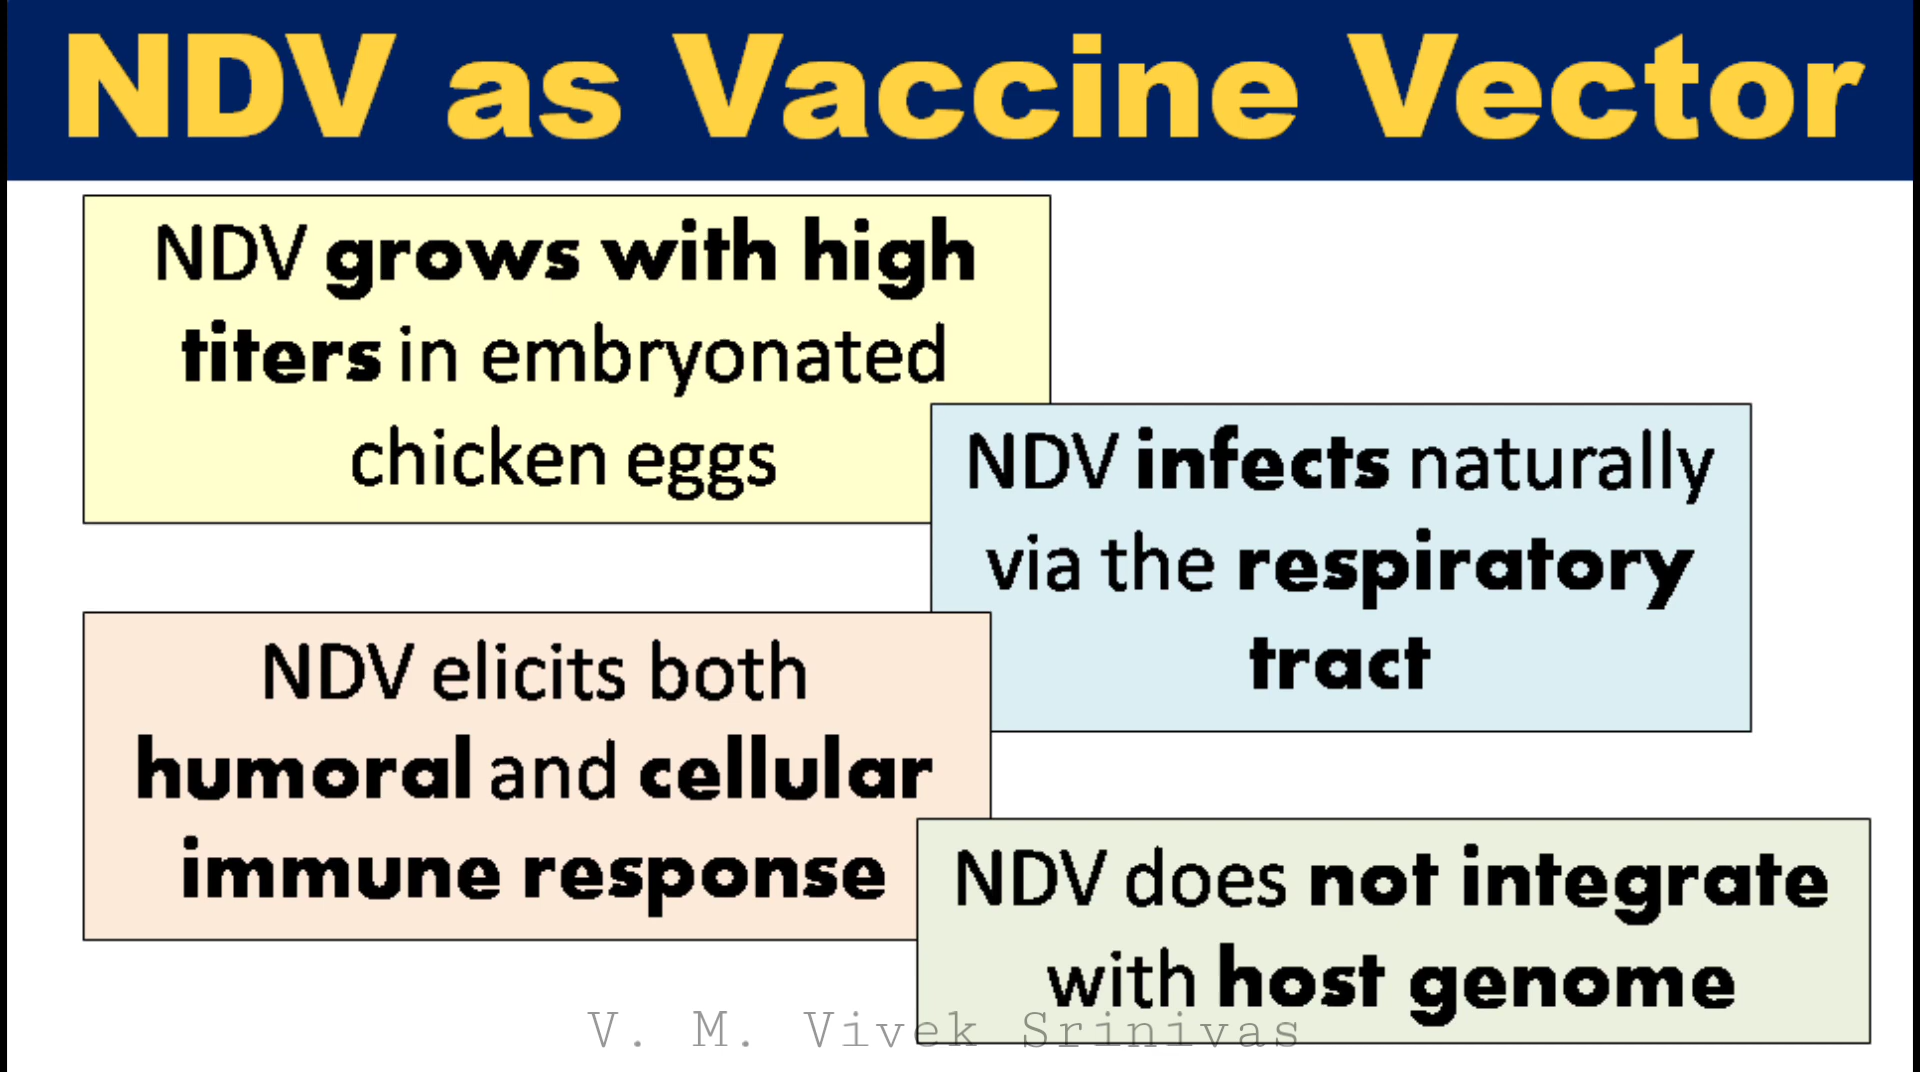 NDV as Vaccine Vector
NDV grows with high
titers in embryonated
chicken eggs
NDV infects naturally
via the respiratory
tract
NDV elicits both
humoral and cellular
immune response
NDV does not integrate
with host genome
V. M. Vivek Srinivas